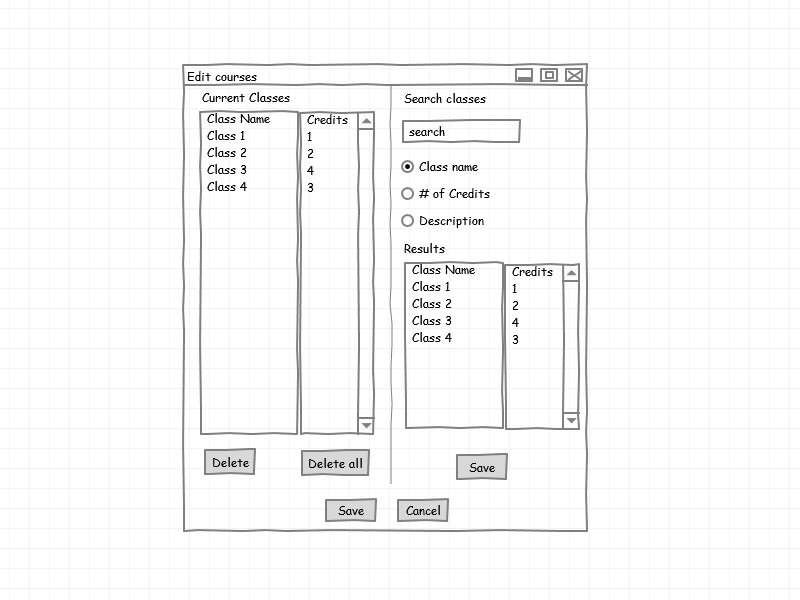 Edit courses
Current Classes
Class Name Credits
Class 1 1
Class 2 2
Class 3 4
Class 4 3
Delete
Delete all
Search classes
search
Class name
# of Credits
Description
Results
Class Name Credits
Class 1 1
Class 2 2
Class 3 4
Class 4 3
Save
Save
Cancel